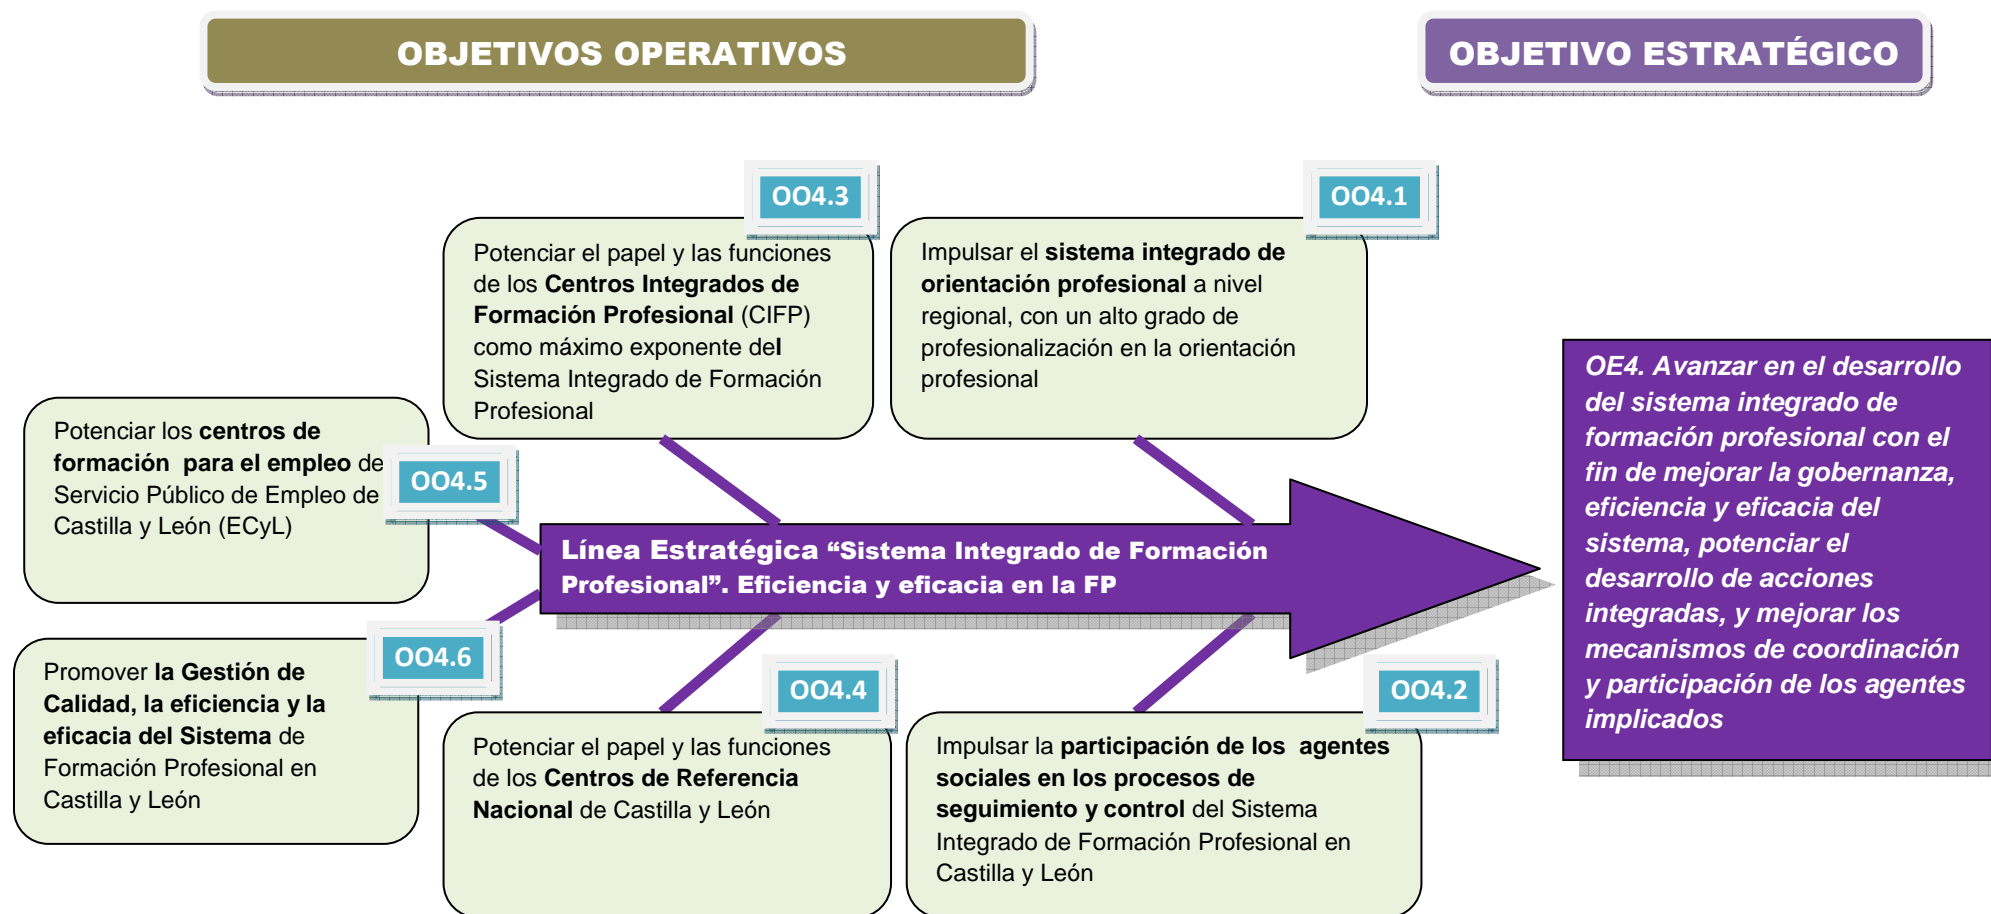 OBJETIVOS OPERATIVOS
OBJETIVO ESTRATÉGICO
OO4.3
Potenciar el papel y las funciones
de los Centros Integrados de
Formación Profesional (CIFP)
como máximo exponente del
Sistema Integrado de Formación
Profesional
OO4.1
Impulsar el sistema integrado de
orientación profesional a nivel
regional, con un alto grado de
profesionalización en la orientación
profesional
OO4.5
Potenciar los centros de
formación para el empleo de
Servicio Público de Empleo de
Castilla y León (ECyL)
Línea Estratégica “Sistema Integrado de Formación
Profesional”. Eficiencia y eficacia en la FP
OE4. Avanzar en el desarrollo
del sistema integrado de
formación profesional con el
fin de mejorar la gobernanza,
eficiencia y eficacia del
sistema, potenciar el
desarrollo de acciones
integradas, y mejorar los
mecanismos de coordinación
y participación de los agentes
implicados
OO4.6
Promover la Gestión de
Calidad, la eficiencia y la
eficacia del Sistema de
Formación Profesional en
Castilla y León
OO4.4
Potenciar el papel y las funciones
de los Centros de Referencia
Nacional de Castilla y León
OO4.2
Impulsar la participación de los agentes
sociales en los procesos de
seguimiento y control del Sistema
Integrado de Formación Profesional en
Castilla y León